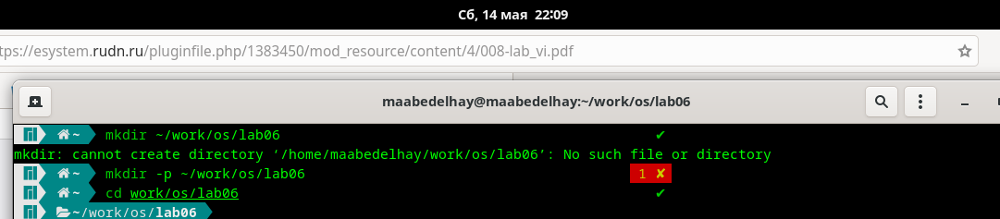 Сб, 14 мая 22:09
tps://esystem.rudn.ru/pluginfile.php/1383450/mod_resource/content/4/008-lab_vi.pdf
maabedelhay@maabedelhay:~/work/os/lab06
~ mkdir ~/work/os/lab06 ✔
mkdir: cannot create directory ‘/home/maabedelhay/work/os/lab06’: No such file or directory
~ mkdir -p ~/work/os/lab06 1 ✘
~ cd work/os/lab06 ✔
~/work/os/lab06